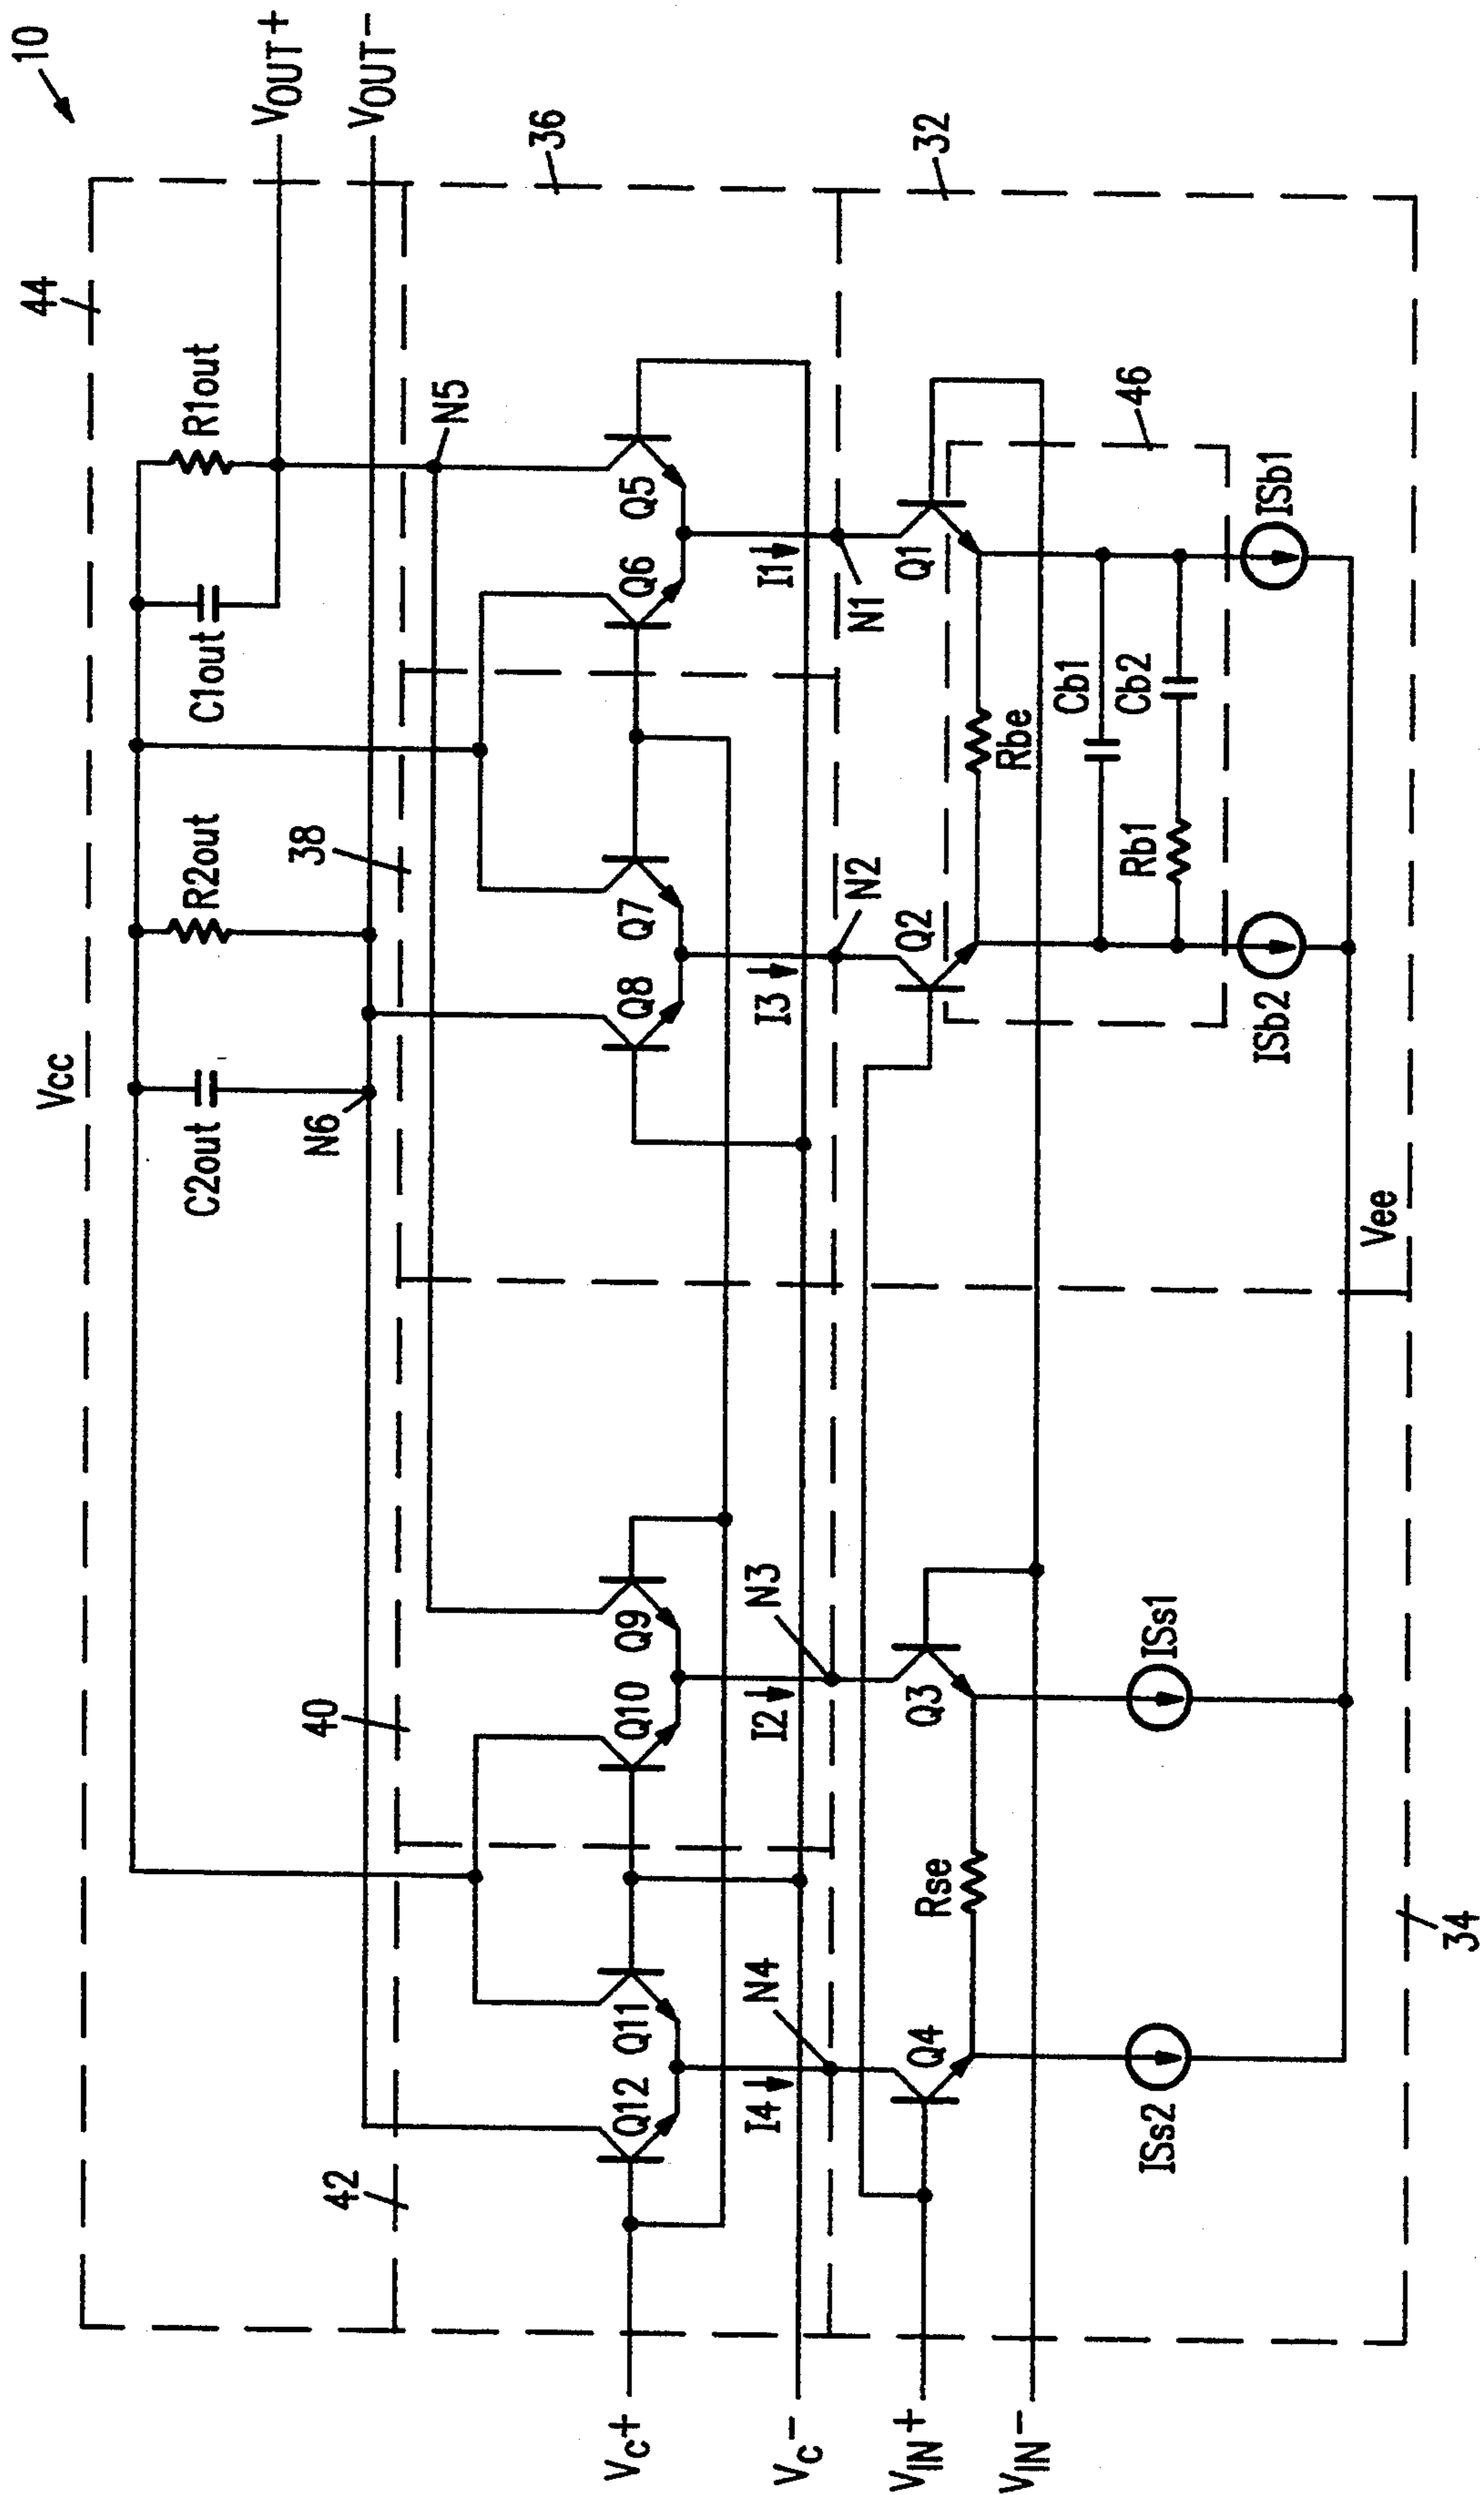 10
VOUT+
VOUT-
44
36
32
R1out
N5
Q5
46
C1out
Q6
I1
N1
Q1
ISb1
Cb1
Cb2
Rbe
R2out
38
Q7
N2
Q2
Rb1
Q8
I3
ISb2
Vcc
N6
C2out
Vee
N3
Q9
Q10
40
I2
Q3
ISs1
Rse
34
N4
Q11
Q12
I4
Q4
ISs2
42
Vc+
Vc-
VIN+
VIN-